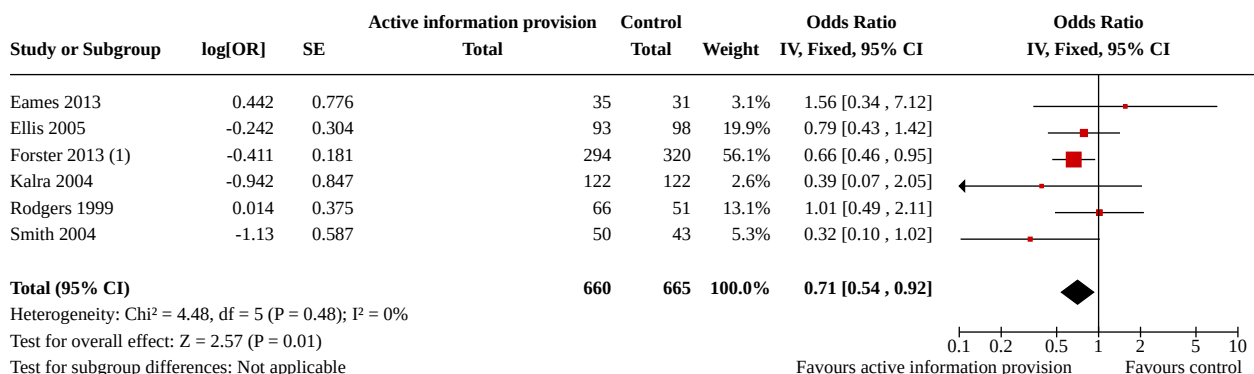 Active information provision Control Odds Ratio Odds Ratio
Study or Subgroup log[OR] SE Total Total Weight IV, Fixed, 95% CI IV, Fixed, 95% CI
Eames 2013 0.442 0.776 35 31 3.1% 1.56 [0.34 , 7.12]
Ellis 2005 -0.242 0.304 93 98 19.9% 0.79 [0.43 , 1.42]
Forster 2013 (1) -0.411 0.181 294 320 56.1% 0.66 [0.46 , 0.95]
Kalra 2004 -0.942 0.847 122 122 2.6% 0.39 [0.07 , 2.05]
Rodgers 1999 0.014 0.375 66 51 13.1% 1.01 [0.49 , 2.11]
Smith 2004 -1.13 0.587 50 43 5.3% 0.32 [0.10 , 1.02]
Total (95% CI) 660 665 100.0% 0.71 [0.54 , 0.92]
Heterogeneity: Chi² = 4.48, df = 5 (P = 0.48); I² = 0%
Test for overall effect: Z = 2.57 (P = 0.01)
0.1 0.2 0.5 1 2 5 10
Test for subgroup differences: Not applicable
Favours active information provision Favours control